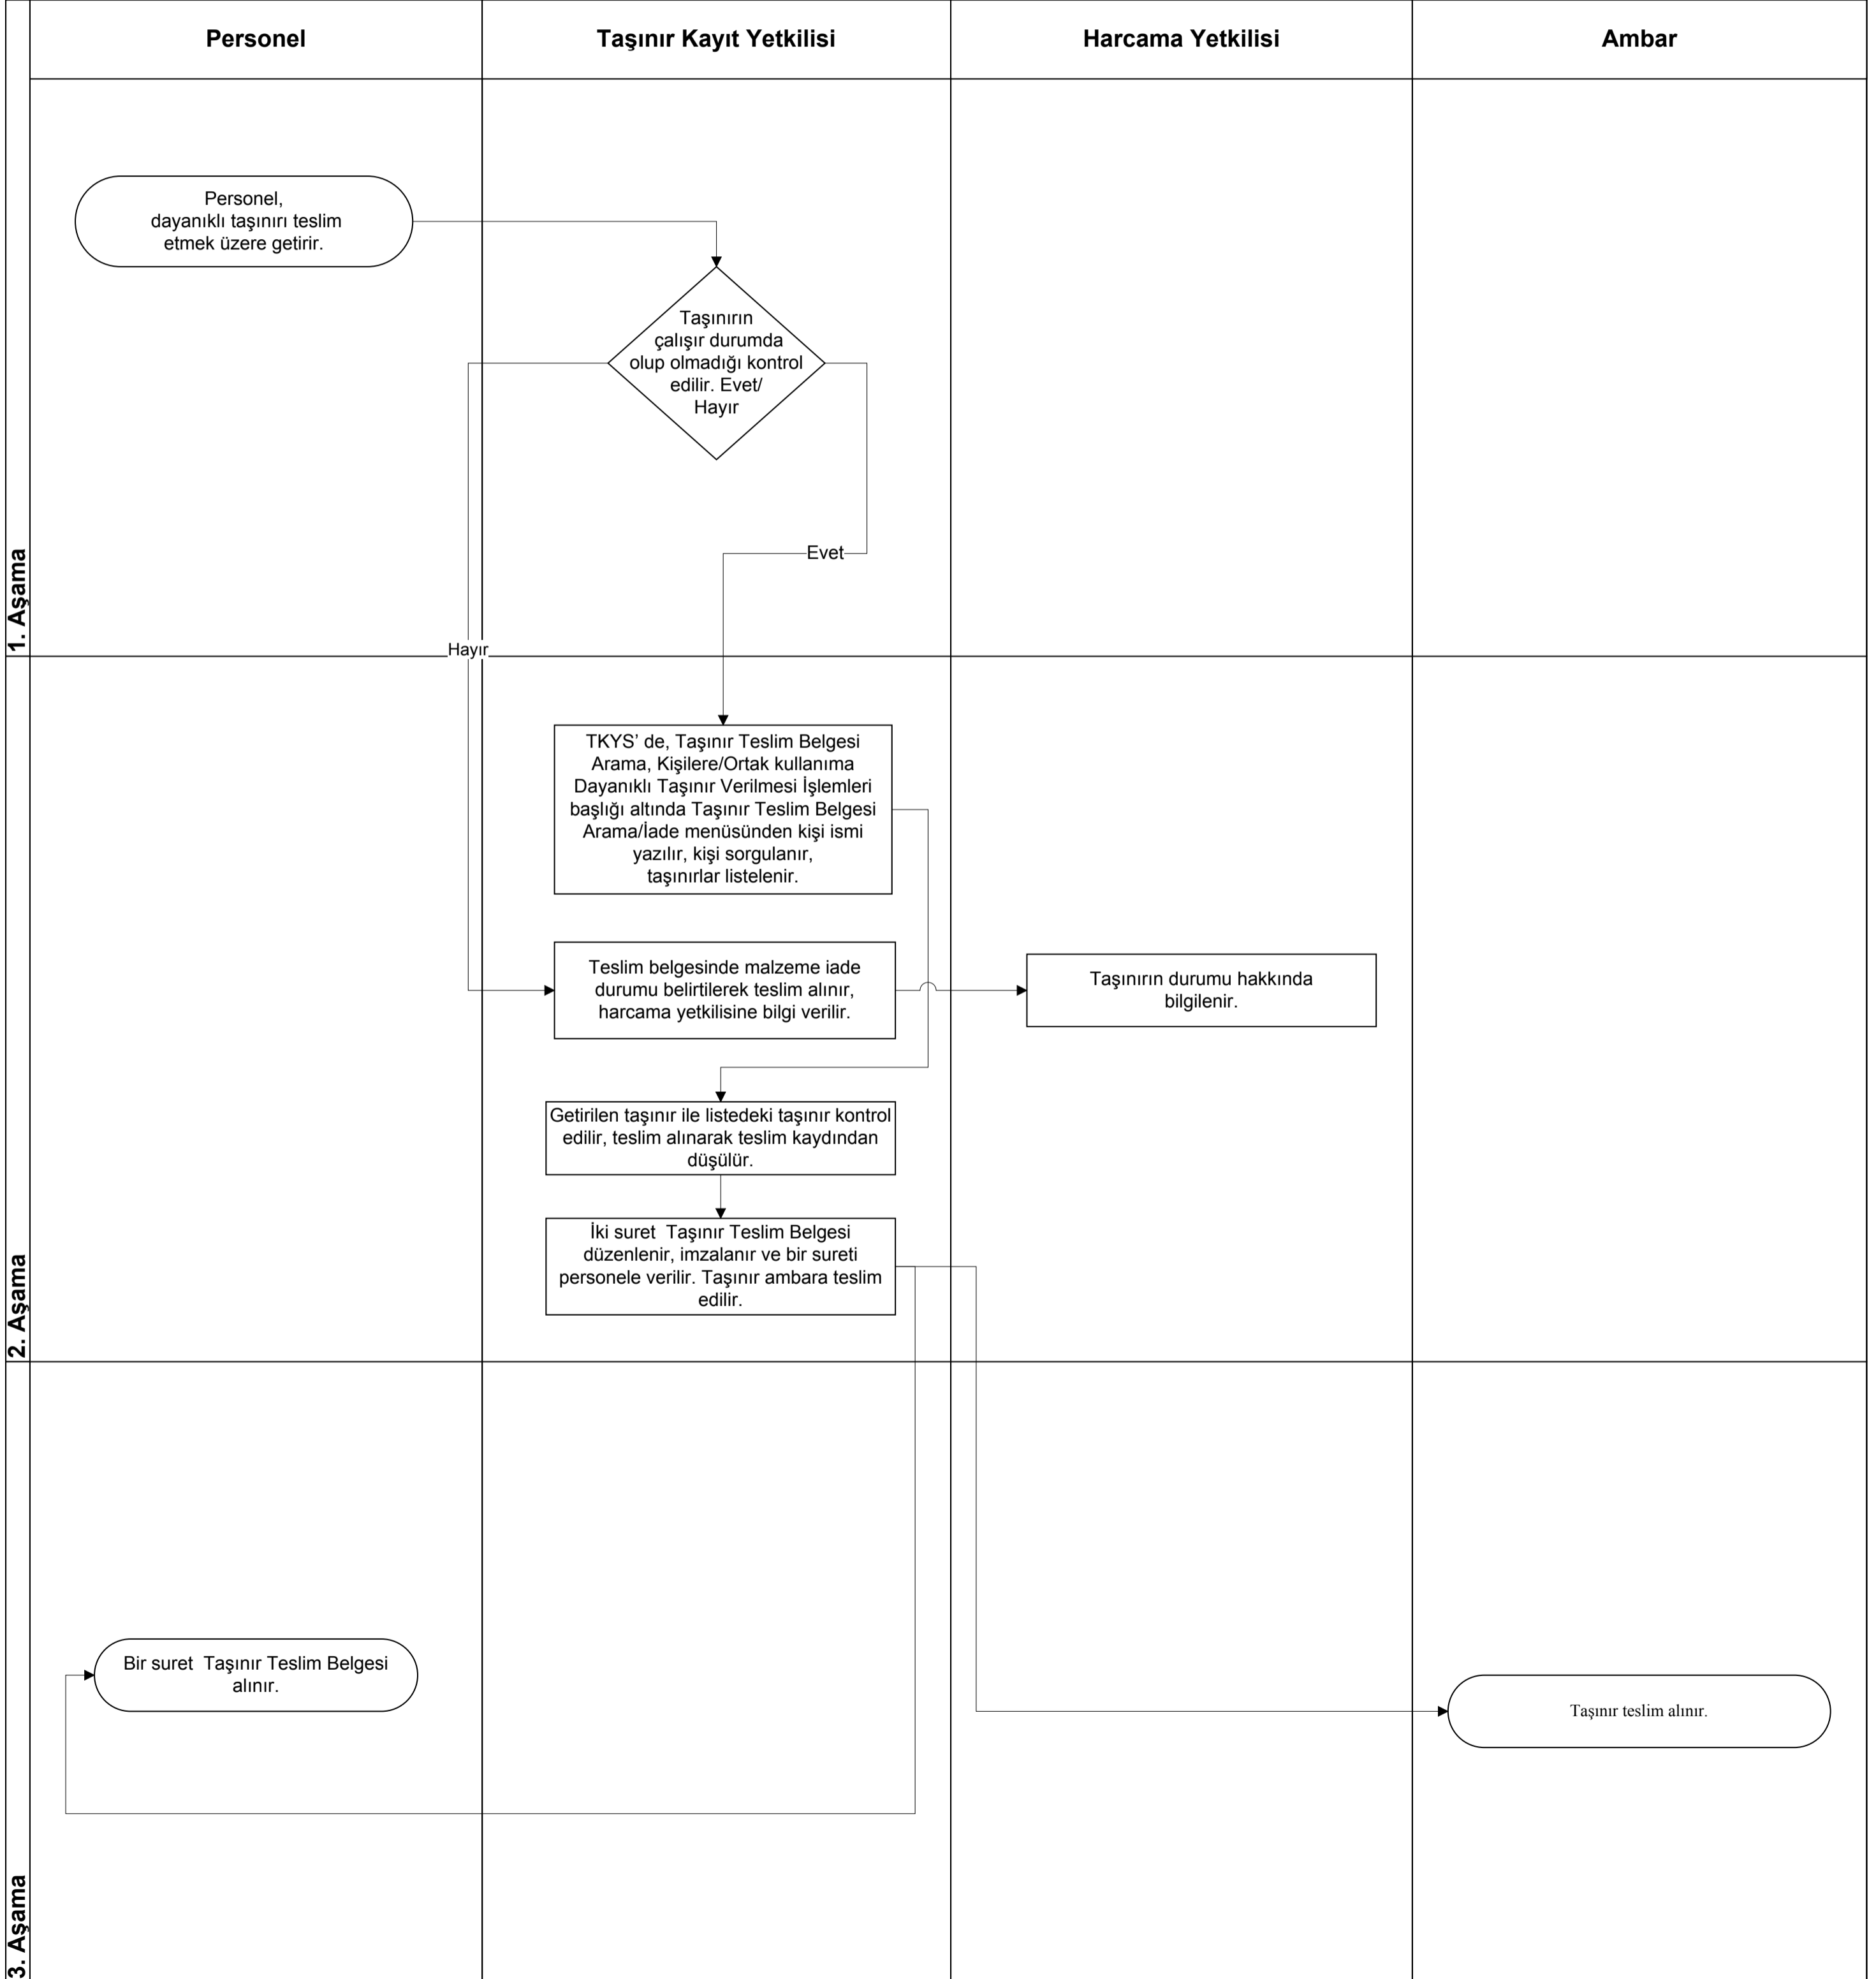 Personel
Taşınır Kayıt Yetkilisi
Harcama Yetkilisi
Ambar
1. Aşama
Personel,
dayanıklı taşınırı teslim
etmek üzere getirir.
Taşınırın
çalışır durumda
olup olmadığı kontrol
edilir. Evet/
Hayır
Evet
Hayır
2. Aşama
TKYS’ de, Taşınır Teslim Belgesi
Arama, Kişilere/Ortak kullanıma
Dayanıklı Taşınır Verilmesi İşlemleri
başlığı altında Taşınır Teslim Belgesi
Arama/İade menüsünden kişi ismi
yazılır, kişi sorgulanır,
taşınırlar listelenir.
Teslim belgesinde malzeme iade
durumu belirtilerek teslim alınır,
harcama yetkilisine bilgi verilir.
Taşınırın durumu hakkında
bilgilenir.
Getirilen taşınır ile listedeki taşınır kontrol
edilir, teslim alınarak teslim kaydından
düşülür.
İki suret  Taşınır Teslim Belgesi
düzenlenir, imzalanır ve bir sureti
personele verilir. Taşınır ambara teslim
edilir.
3. Aşama
Bir suret  Taşınır Teslim Belgesi
alınır.
Taşınır teslim alınır.